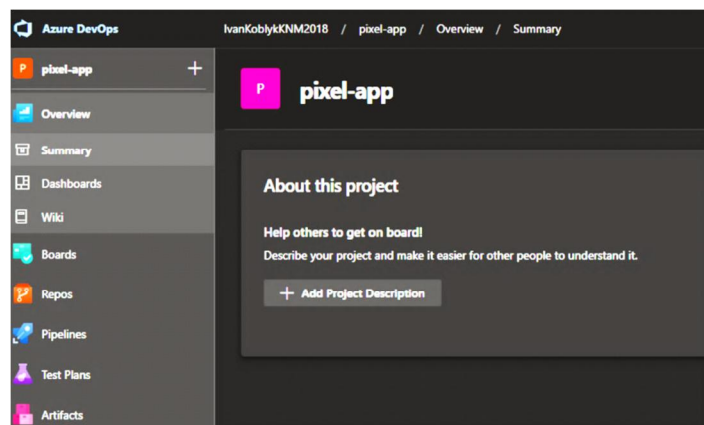 Azure DevOps
IvanKoblykKNM2018 / pixel-app / Overview / Summary
P pixel-app +
P pixel-app
Overview
Summary
Dashboards
Wiki
Boards
Repos
Pipelines
Test Plans
Artifacts
About this project
Help others to get on board!
Describe your project and make it easier for other people to understand it.
+ Add Project Description